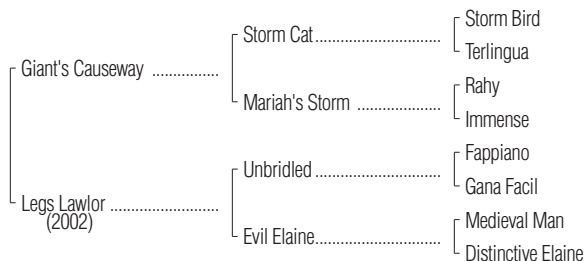 Storm Bird
Storm Cat
Terlingua
Giant's Causeway
Rahy
Mariah's Storm
Immense
Fappiano
Unbridled
Gana Facil
Legs Lawlor
(2002)
Medieval Man
Evil Elaine
Distinctive Elaine